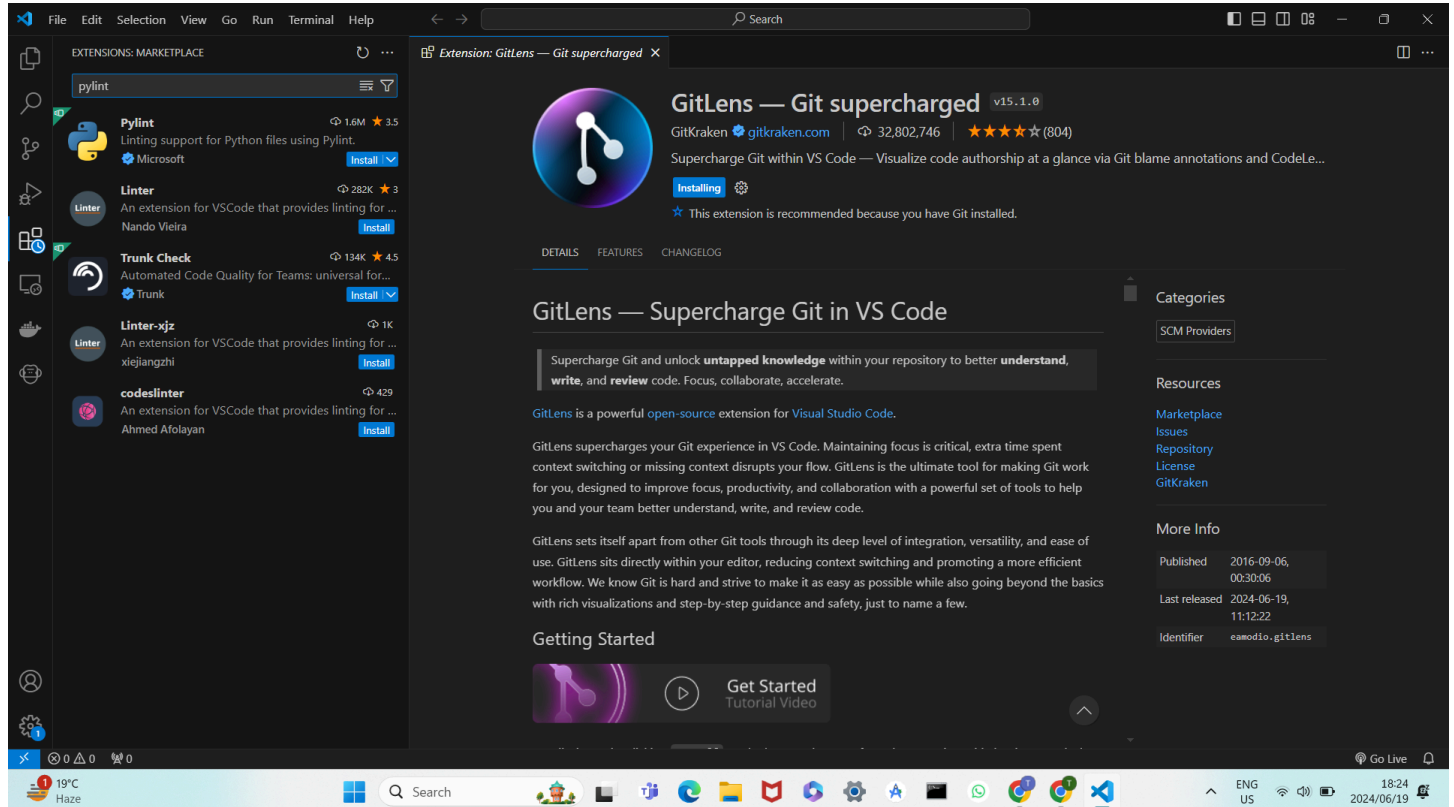 File Edit Selection View Go Run Terminal Help
Search
EXTENSIONS: MARKETPLACE
pylint
Pylint 1.6M 3.5
Linting support for Python files using Pylint.
Microsoft Install
Linter 282K 3
Linter
An extension for VSCode that provides linting for ...
Nando Vieira Install
Trunk Check 134K 4.5
Automated Code Quality for Teams: universal for...
Trunk Install
Linter-xjz 1K
Linter
An extension for VSCode that provides linting for ...
xiejiangzhi Install
codeslinter 429
An extension for VSCode that provides linting for ...
Ahmed Afolayan Install
1
Extension: GitLens — Git supercharged
GitLens — Git supercharged v15.1.0
GitKraken gitkraken.com 32,802,746 (804)
Supercharge Git within VS Code — Visualize code authorship at a glance via Git blame annotations and CodeLe...
Installing
This extension is recommended because you have Git installed.
DETAILS FEATURES CHANGELOG
GitLens — Supercharge Git in VS Code
Supercharge Git and unlock untapped knowledge within your repository to better understand,
write, and review code. Focus, collaborate, accelerate.
GitLens is a powerful open-source extension for Visual Studio Code.
GitLens supercharges your Git experience in VS Code. Maintaining focus is critical, extra time spent
context switching or missing context disrupts your flow. GitLens is the ultimate tool for making Git work
for you, designed to improve focus, productivity, and collaboration with a powerful set of tools to help
you and your team better understand, write, and review code.
GitLens sets itself apart from other Git tools through its deep level of integration, versatility, and ease of
use. GitLens sits directly within your editor, reducing context switching and promoting a more efficient
workflow. We know Git is hard and strive to make it as easy as possible while also going beyond the basics
with rich visualizations and step-by-step guidance and safety, just to name a few.
Getting Started
Get Started
Tutorial Video
Categories
SCM Providers
Resources
Marketplace
Issues
Repository
License
GitKraken
More Info
Published 2016-09-06,
00:30:06
Last released 2024-06-19,
11:12:22
Identifier eamodio.gitlens
0 0 0
Go Live
1
19°C
Haze
Search
T
T
ENG
US
18:24
2024/06/19